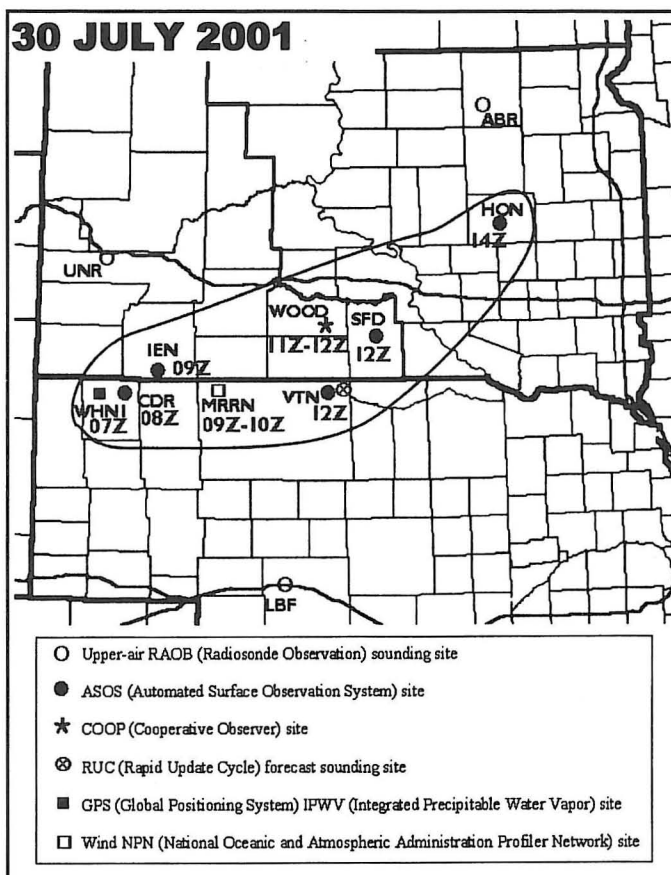 30 JULY 2001
ABR
HON
14Z
UNR
WOOD
11Z-12Z
SFD
12Z
IEN
09Z
WHN1
07Z
CDR
08Z
MRRN
09Z-10Z
VTN
12Z
LBF
Upper-air RAOB (Radiosonde Observation) sounding site
ASOS (Automated Surface Observation System) site
COOP (Cooperative Observer) site
RUC (Rapid Update Cycle) forecast sounding site
GPS (Global Positioning System) IPWV (Integrated Precipitable Water Vapor) site
Wind NPN (National Oceanic and Atmospheric Administration Profiler Network) site